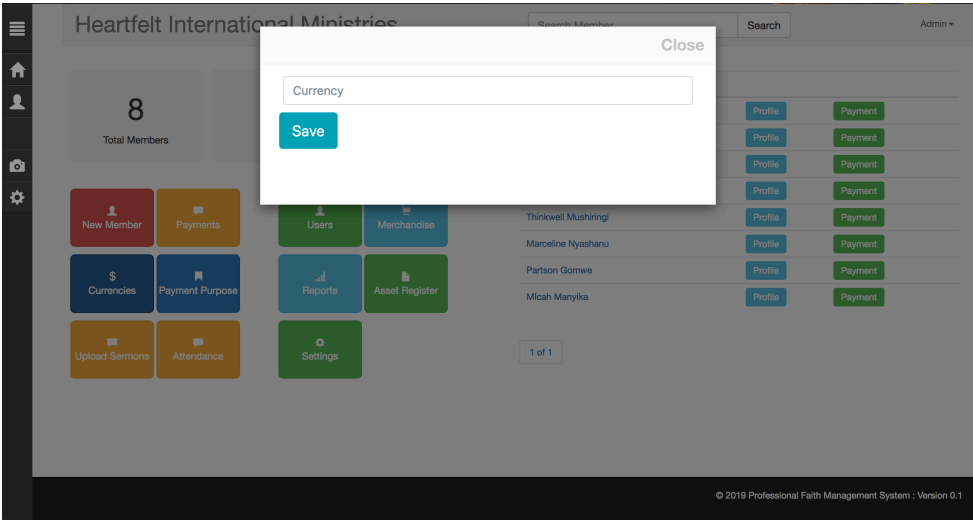 Heartfelt International Ministries
Search Member
Search
Admin
Close
Currency
Save
8
Total Members
New Member
Payments
Users
Merchandise
Currencies
Payment Purpose
Reports
Asset Register
Upload Sermons
Attendance
Settings
Profile
Payment
Profile
Payment
Profile
Payment
Profile
Payment
Thinkwell Mushiringi
Profile
Payment
Marceline Nyashanu
Profile
Payment
Partson Gomwe
Profile
Payment
MIcah Manyika
Profile
Payment
1 of 1
© 2019 Professional Faith Management System : Version 0.1